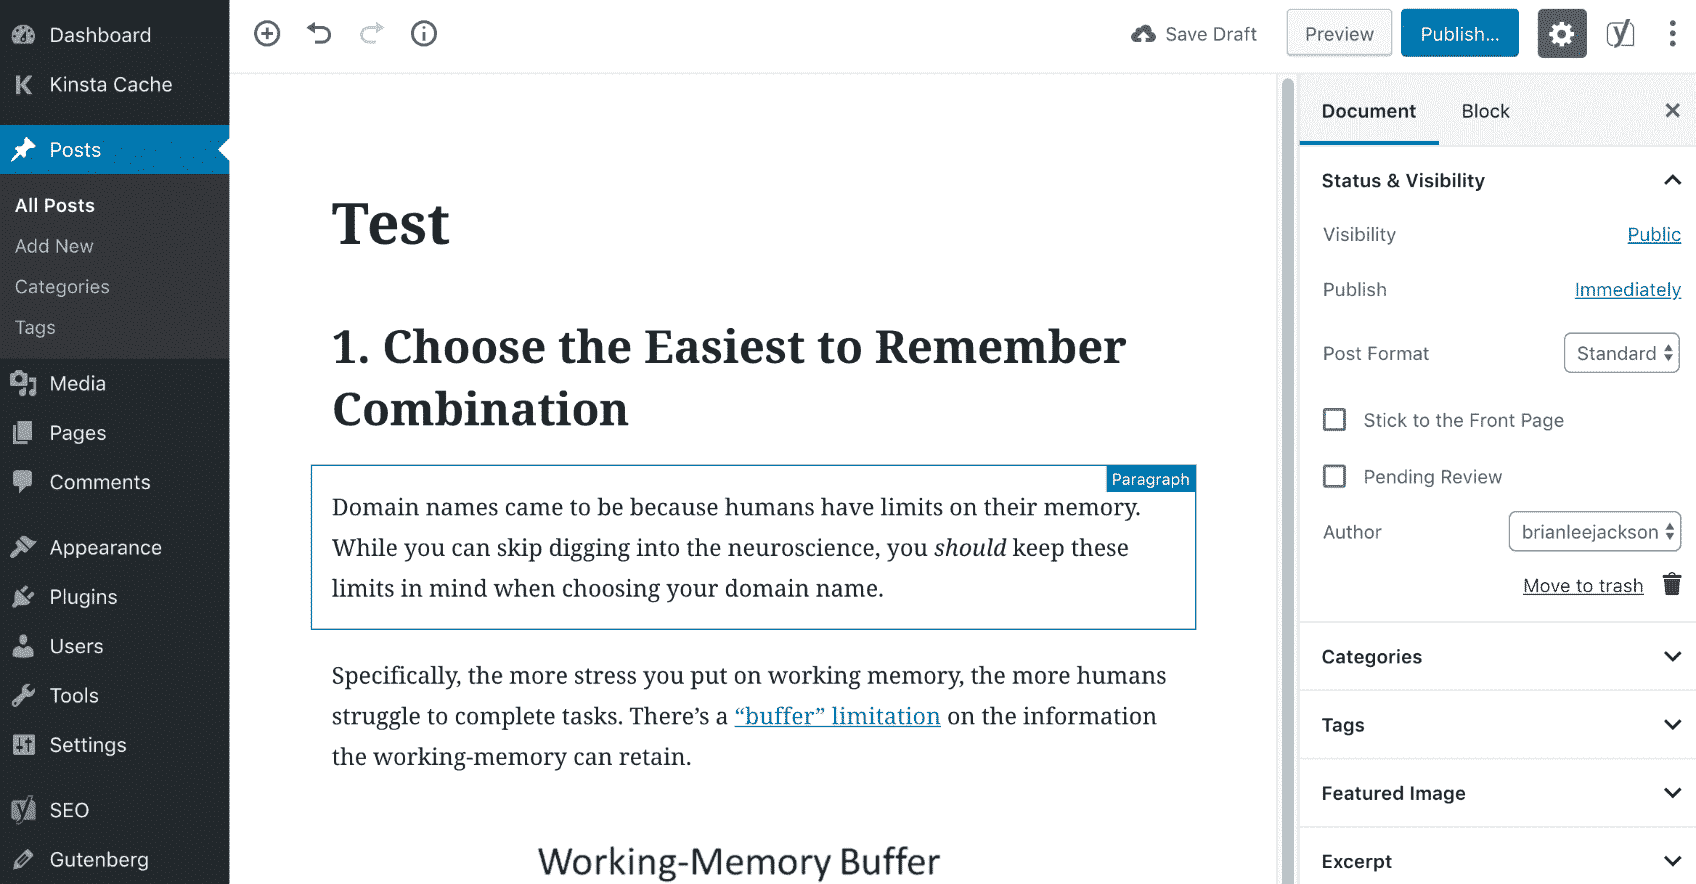 Dashboard
Kinsta Cache
Posts
All Posts
Add New
Categories
Tags
Media
Pages
Comments
Appearance
Plugins
Users
Tools
Settings
SEO
Gutenberg
Save Draft
Preview
Publish...
Test
1. Choose the Easiest to Remember
Combination
Paragraph
Domain names came to be because humans have limits on their memory.
While you can skip digging into the neuroscience, you should keep these
limits in mind when choosing your domain name.
Specifically, the more stress you put on working memory, the more humans
struggle to complete tasks. There’s a “buffer” limitation on the information
the working-memory can retain.
Working-Memory Buffer
Document Block
Status & Visibility
Visibility Public
Publish Immediately
Post Format Standard
Stick to the Front Page
Pending Review
Author brianleejackson
Move to trash
Categories
Tags
Featured Image
Excerpt